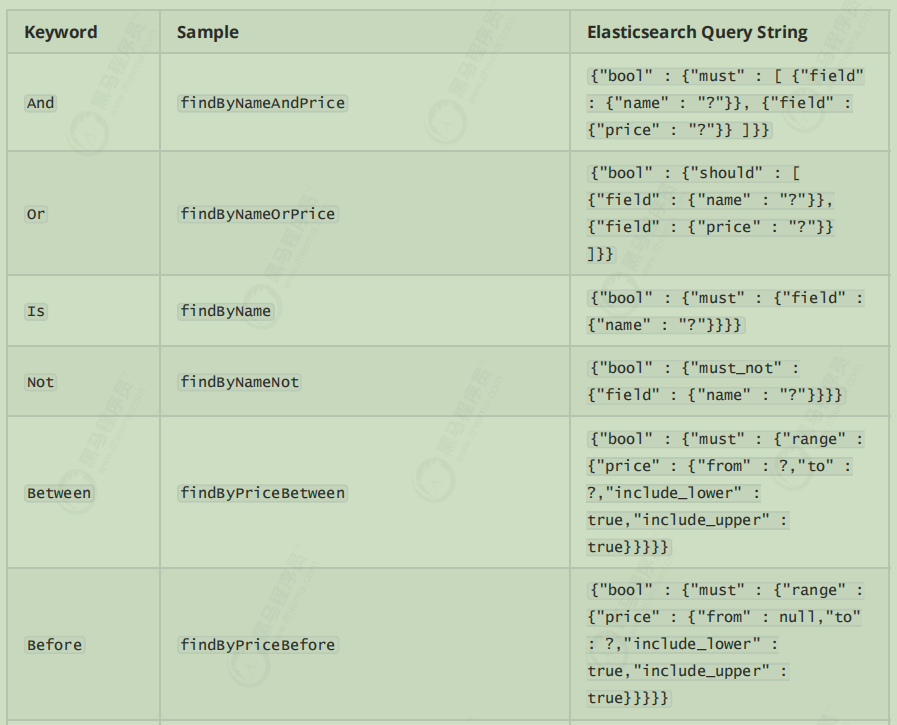 Keyword Sample Elasticsearch Query String
And findByNameAndPrice {"bool" : {"must" : [ {"field"
: {"name" : "?"}}, {"field" :
{"price" : "?"}} ]}}
Or findByNameOrPrice {"bool" : {"should" : [
{"field" : {"name" : "?"}},
{"field" : {"price" : "?"}}
]}}
Is findByName {"bool" : {"must" : {"field" :
{"name" : "?"}}}}
Not findByNameNot {"bool" : {"must_not" :
{"field" : {"name" : "?"}}}}
Between findByPriceBetween {"bool" : {"must" : {"range" :
{"price" : {"from" : ?,"to" :
?,"include_lower" :
true,"include_upper" :
true}}}}}
Before findByPriceBefore {"bool" : {"must" : {"range" :
{"price" : {"from" : null,"to"
: ?,"include_lower" :
true,"include_upper" :
true}}}}}